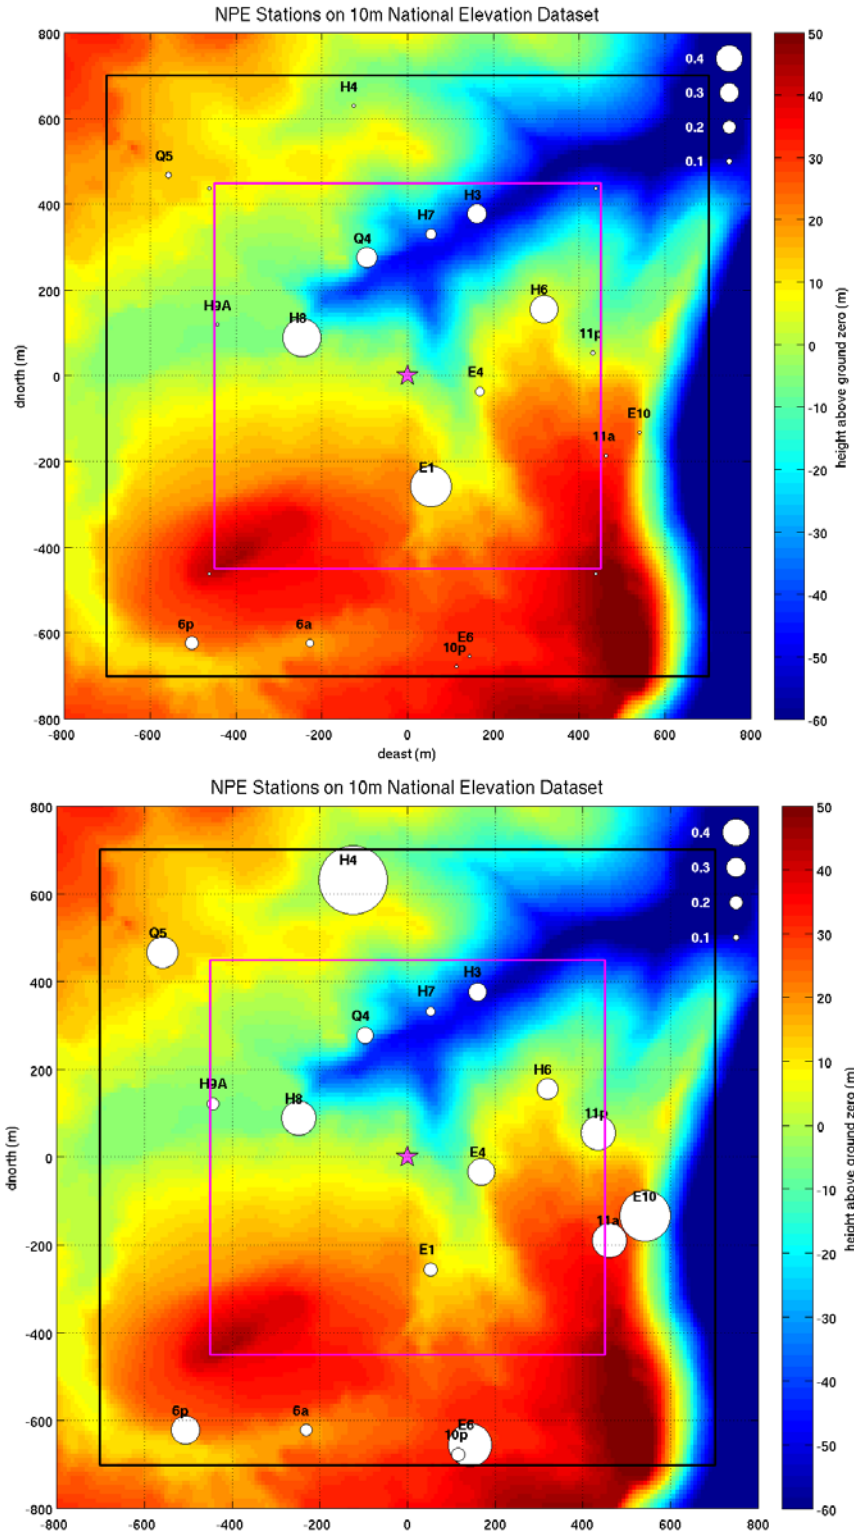 NPE Stations on 10m National Elevation Dataset
800
600
400
200
0
-200
-400
-600
-800
dnorth (m)
-800 -600 -400 -200 0 200 400 600 800
deast (m)
H4
Q5
H3
H7
Q4
H6
H9A
H8
11p
E4
E10
11a
E1
6p
6a
E6
10p
0.4
0.3
0.2
0.1
50
40
30
20
10
0
-10
-20
-30
-40
-50
-60
height above ground zero (m)
NPE Stations on 10m National Elevation Dataset
800
600
400
200
0
-200
-400
-600
-800
dnorth (m)
-800 -600 -400 -200 0 200 400 600 800
H4
Q5
H3
H7
Q4
H6
H9A
H8
11p
E4
E10
11a
E1
6p
6a
E6
10p
0.4
0.3
0.2
0.1
50
40
30
20
10
0
-10
-20
-30
-40
-50
-60
height above ground zero (m)